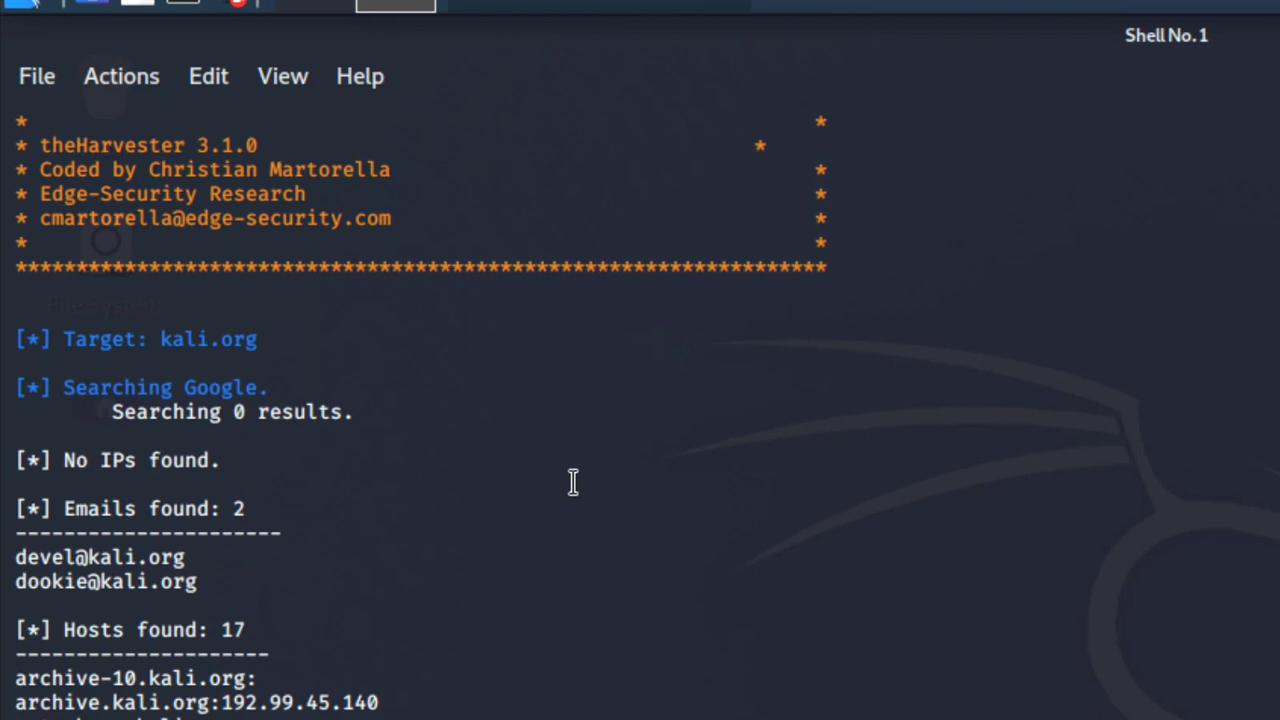 Shell No.1
File Actions Edit View Help
* *
* theHarvester 3.1.0 *
* Coded by Christian Martorella *
* Edge-Security Research *
* cmartorella@edge-security.com *
* *
*******************************************************************
File System
[*] Target: kali.org
[*] Searching Google.
Searching 0 results.
[*] No IPs found.
[*] Emails found: 2
----------------------
devel@kali.org
dookie@kali.org
[*] Hosts found: 17
---------------------
archive-10.kali.org:
archive.kali.org:192.99.45.140